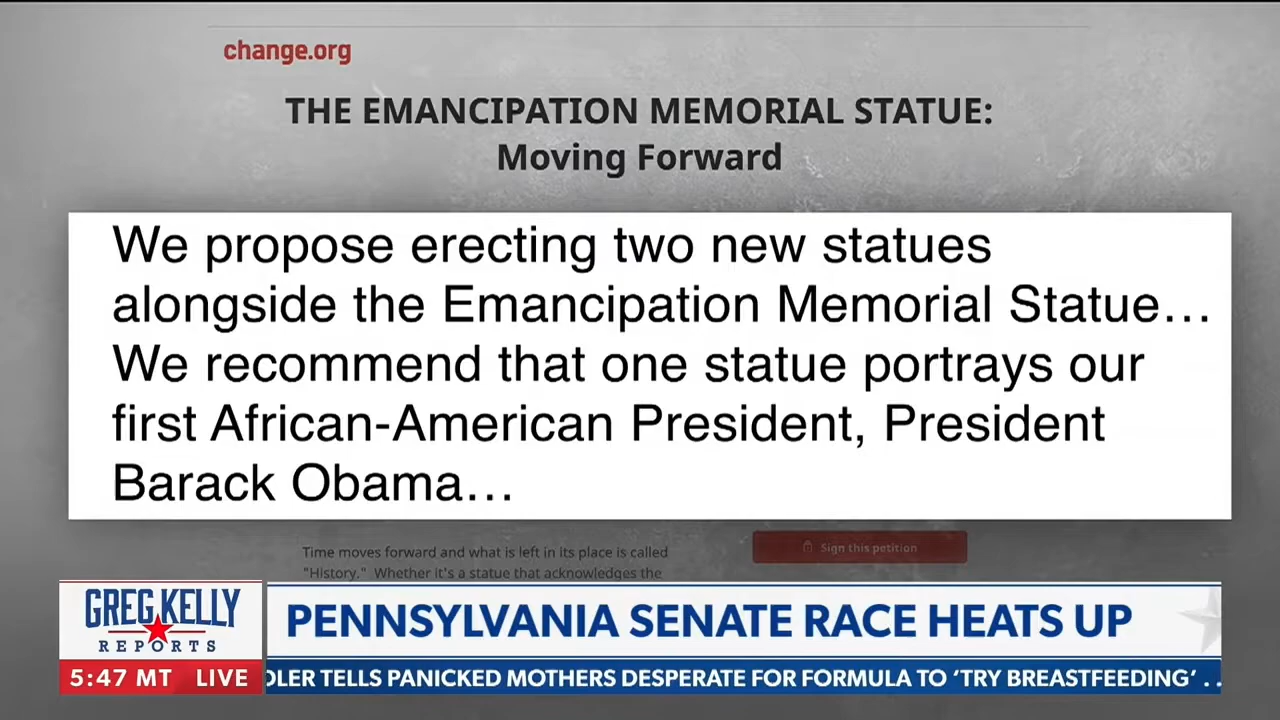 change.org
THE EMANCIPATION MEMORIAL STATUE:
Moving Forward
We propose erecting two new statues
alongside the Emancipation Memorial Statue...
We recommend that one statue portrays our
first African-American President, President
Barack Obama...
Time moves forward and what is left in its place is called
"History." Whether it's a statue that acknowledges the
Sign this petition
GREG KELLY
REPORTS
PENNSYLVANIA SENATE RACE HEATS UP
5:47 MT LIVE
DLER TELLS PANICKED MOTHERS DESPERATE FOR FORMULA TO ‘TRY BREASTFEEDING’ . .